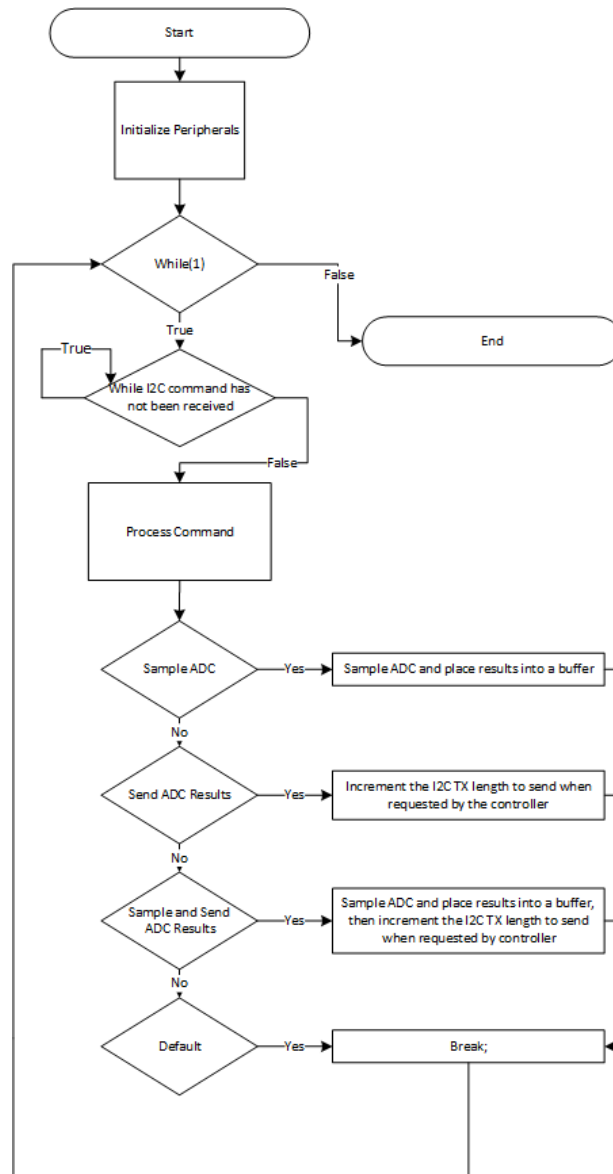 Start
Initialize Peripherals
While(1)
False
True
End
True
While I2C command has
not been received
False
Process Command
Sample ADC
Yes
Sample ADC and place results into a buffer
No
Send ADC Results
Yes
Increment the I2C TX length to send when
requested by the controller
No
Sample and Send
ADC Results
Yes
Sample ADC and place results into a buffer,
then increment the I2C TX length to send
when requested by controller
No
Default
Yes
Break;